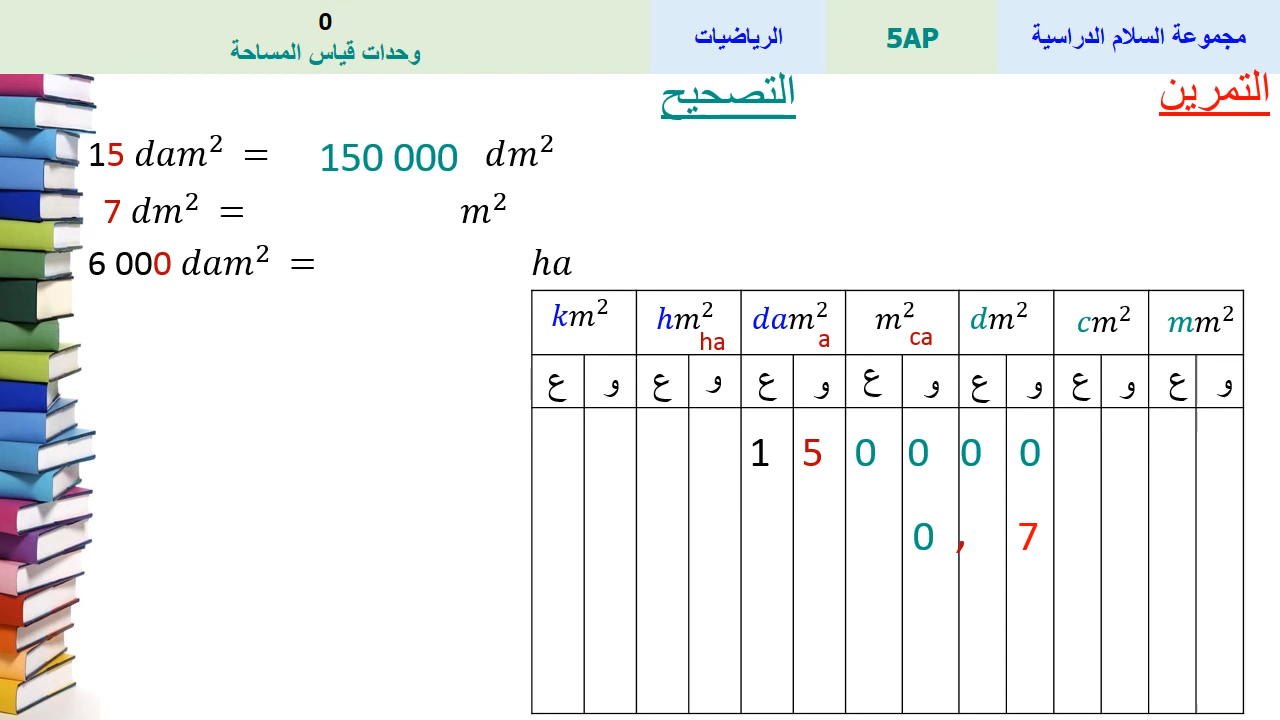 مجموعة السلام الدراسية
5AP
الرياضيات
0
وحدات قياس المساحة
التمرين
التصحيح
15 dam² = 150 000 dm²
7 dm² = m²
6 000 dam² = ha
km² hm² dam² m² dm² cm² mm²
ha a ca
ع و ع و ع و ع و ع و ع و ع و
1 5 0 0 0 0
0 , 7